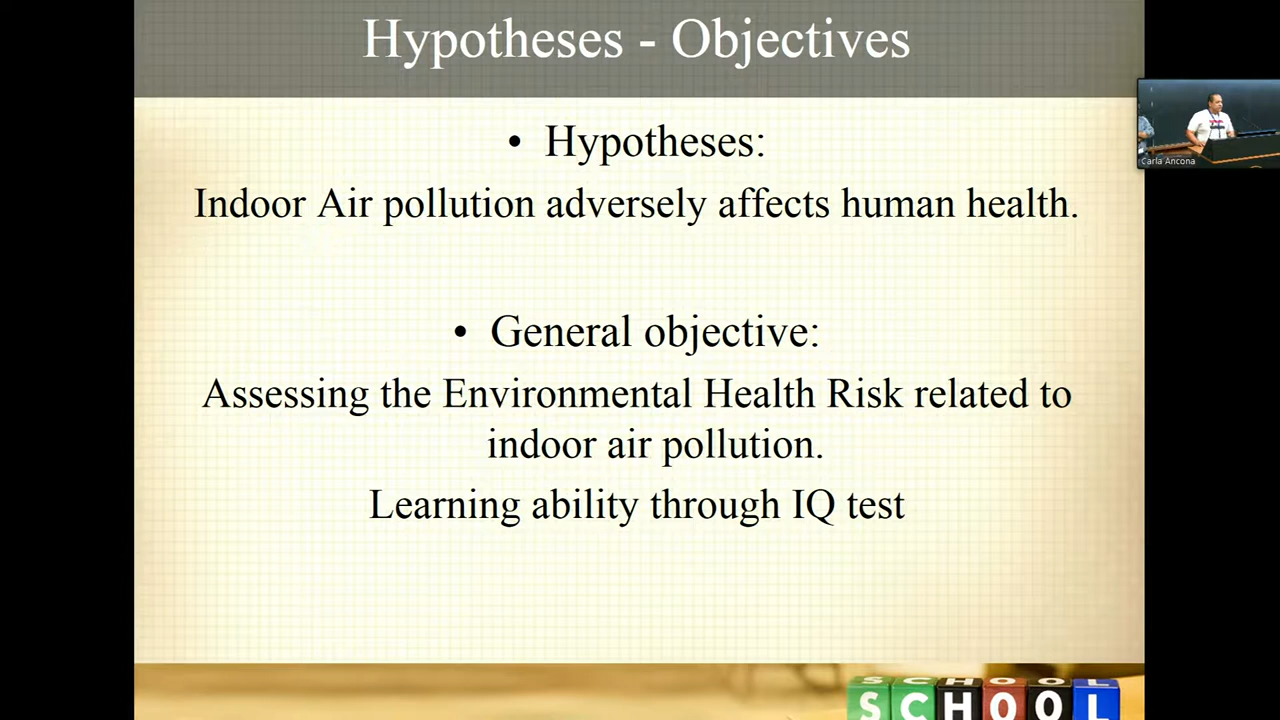 Hypotheses - Objectives
• Hypotheses:
Indoor Air pollution adversely affects human health.
• General objective:
Assessing the Environmental Health Risk related to
indoor air pollution.
Learning ability through IQ test
Carla Ancona
SCHOOL
SCHOOL